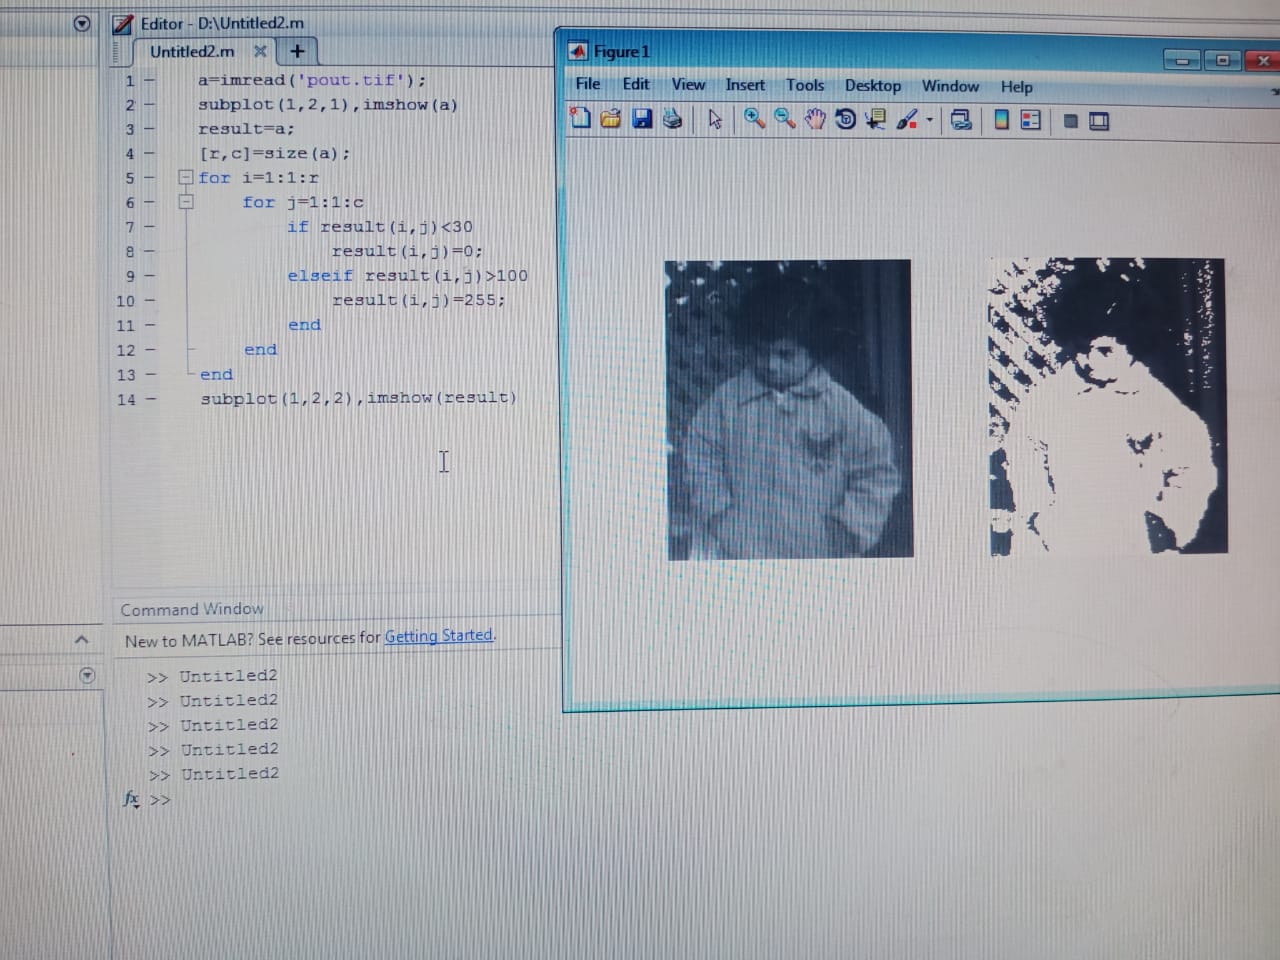 Editor - D:\Untitled2.m
Untitled2.m
1 - a=imread('pout.tif');
2 - subplot(1,2,1),imshow(a)
3 - result=a;
4 - [r,c]=size(a);
5 - for i=1:1:r
6 - for j=1:1:c
7 - if result(i,j)<30
8 - result(i,j)=0;
9 - elseif result(i,j)>100
10 - result(i,j)=255;
11 - end
12 - end
13 - end
14 - subplot(1,2,2),imshow(result)
Figure 1
File Edit View Insert Tools Desktop Window Help
Command Window
New to MATLAB? See resources for Getting Started.
>> Untitled2
>> Untitled2
>> Untitled2
>> Untitled2
>> Untitled2
fx >>